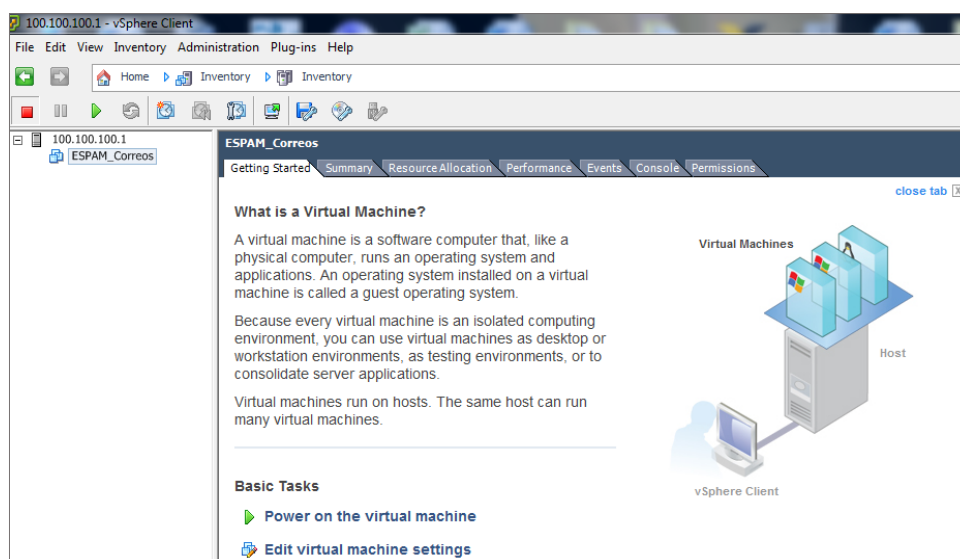 100.100.100.1 - vSphere Client
File Edit View Inventory Administration Plug-ins Help
Home Inventory Inventory
100.100.100.1
ESPAM_Correos
ESPAM_Correos
Getting Started Summary Resource Allocation Performance Events Console Permissions
close tab
What is a Virtual Machine?
A virtual machine is a software computer that, like a
physical computer, runs an operating system and
applications. An operating system installed on a virtual
machine is called a guest operating system.
Because every virtual machine is an isolated computing
environment, you can use virtual machines as desktop or
workstation environments, as testing environments, or to
consolidate server applications.
Virtual machines run on hosts. The same host can run
many virtual machines.
Virtual Machines
Host
vSphere Client
Basic Tasks
Power on the virtual machine
Edit virtual machine settings